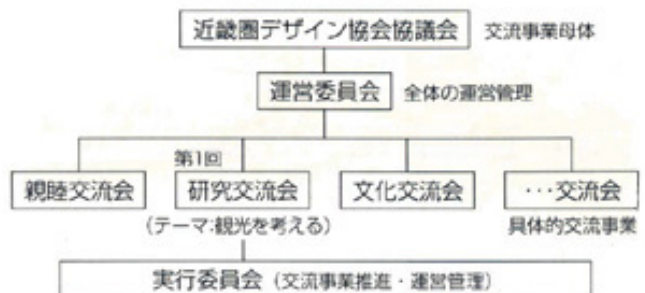 近畿圏デザイン協会協議会 交流事業母体
運営委員会 全体の運営管理
第1回
親睦交流会 研究交流会 文化交流会 ･･･交流会
(テーマ:観光を考える) 具体的交流事業
実行委員会 (交流事業推進・運営管理)